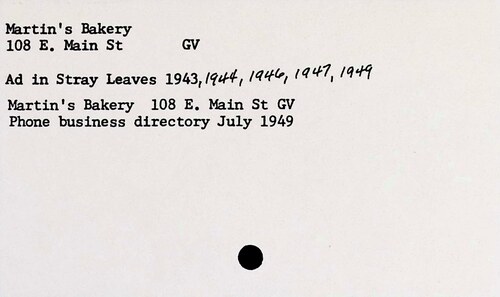 Martin's Bakery
108 E. Main St GV
Ad in Stray Leaves 1943, 1944, 1946, 1947, 1949
Martin's Bakery 108 E. Main St GV
Phone business directory July 1949